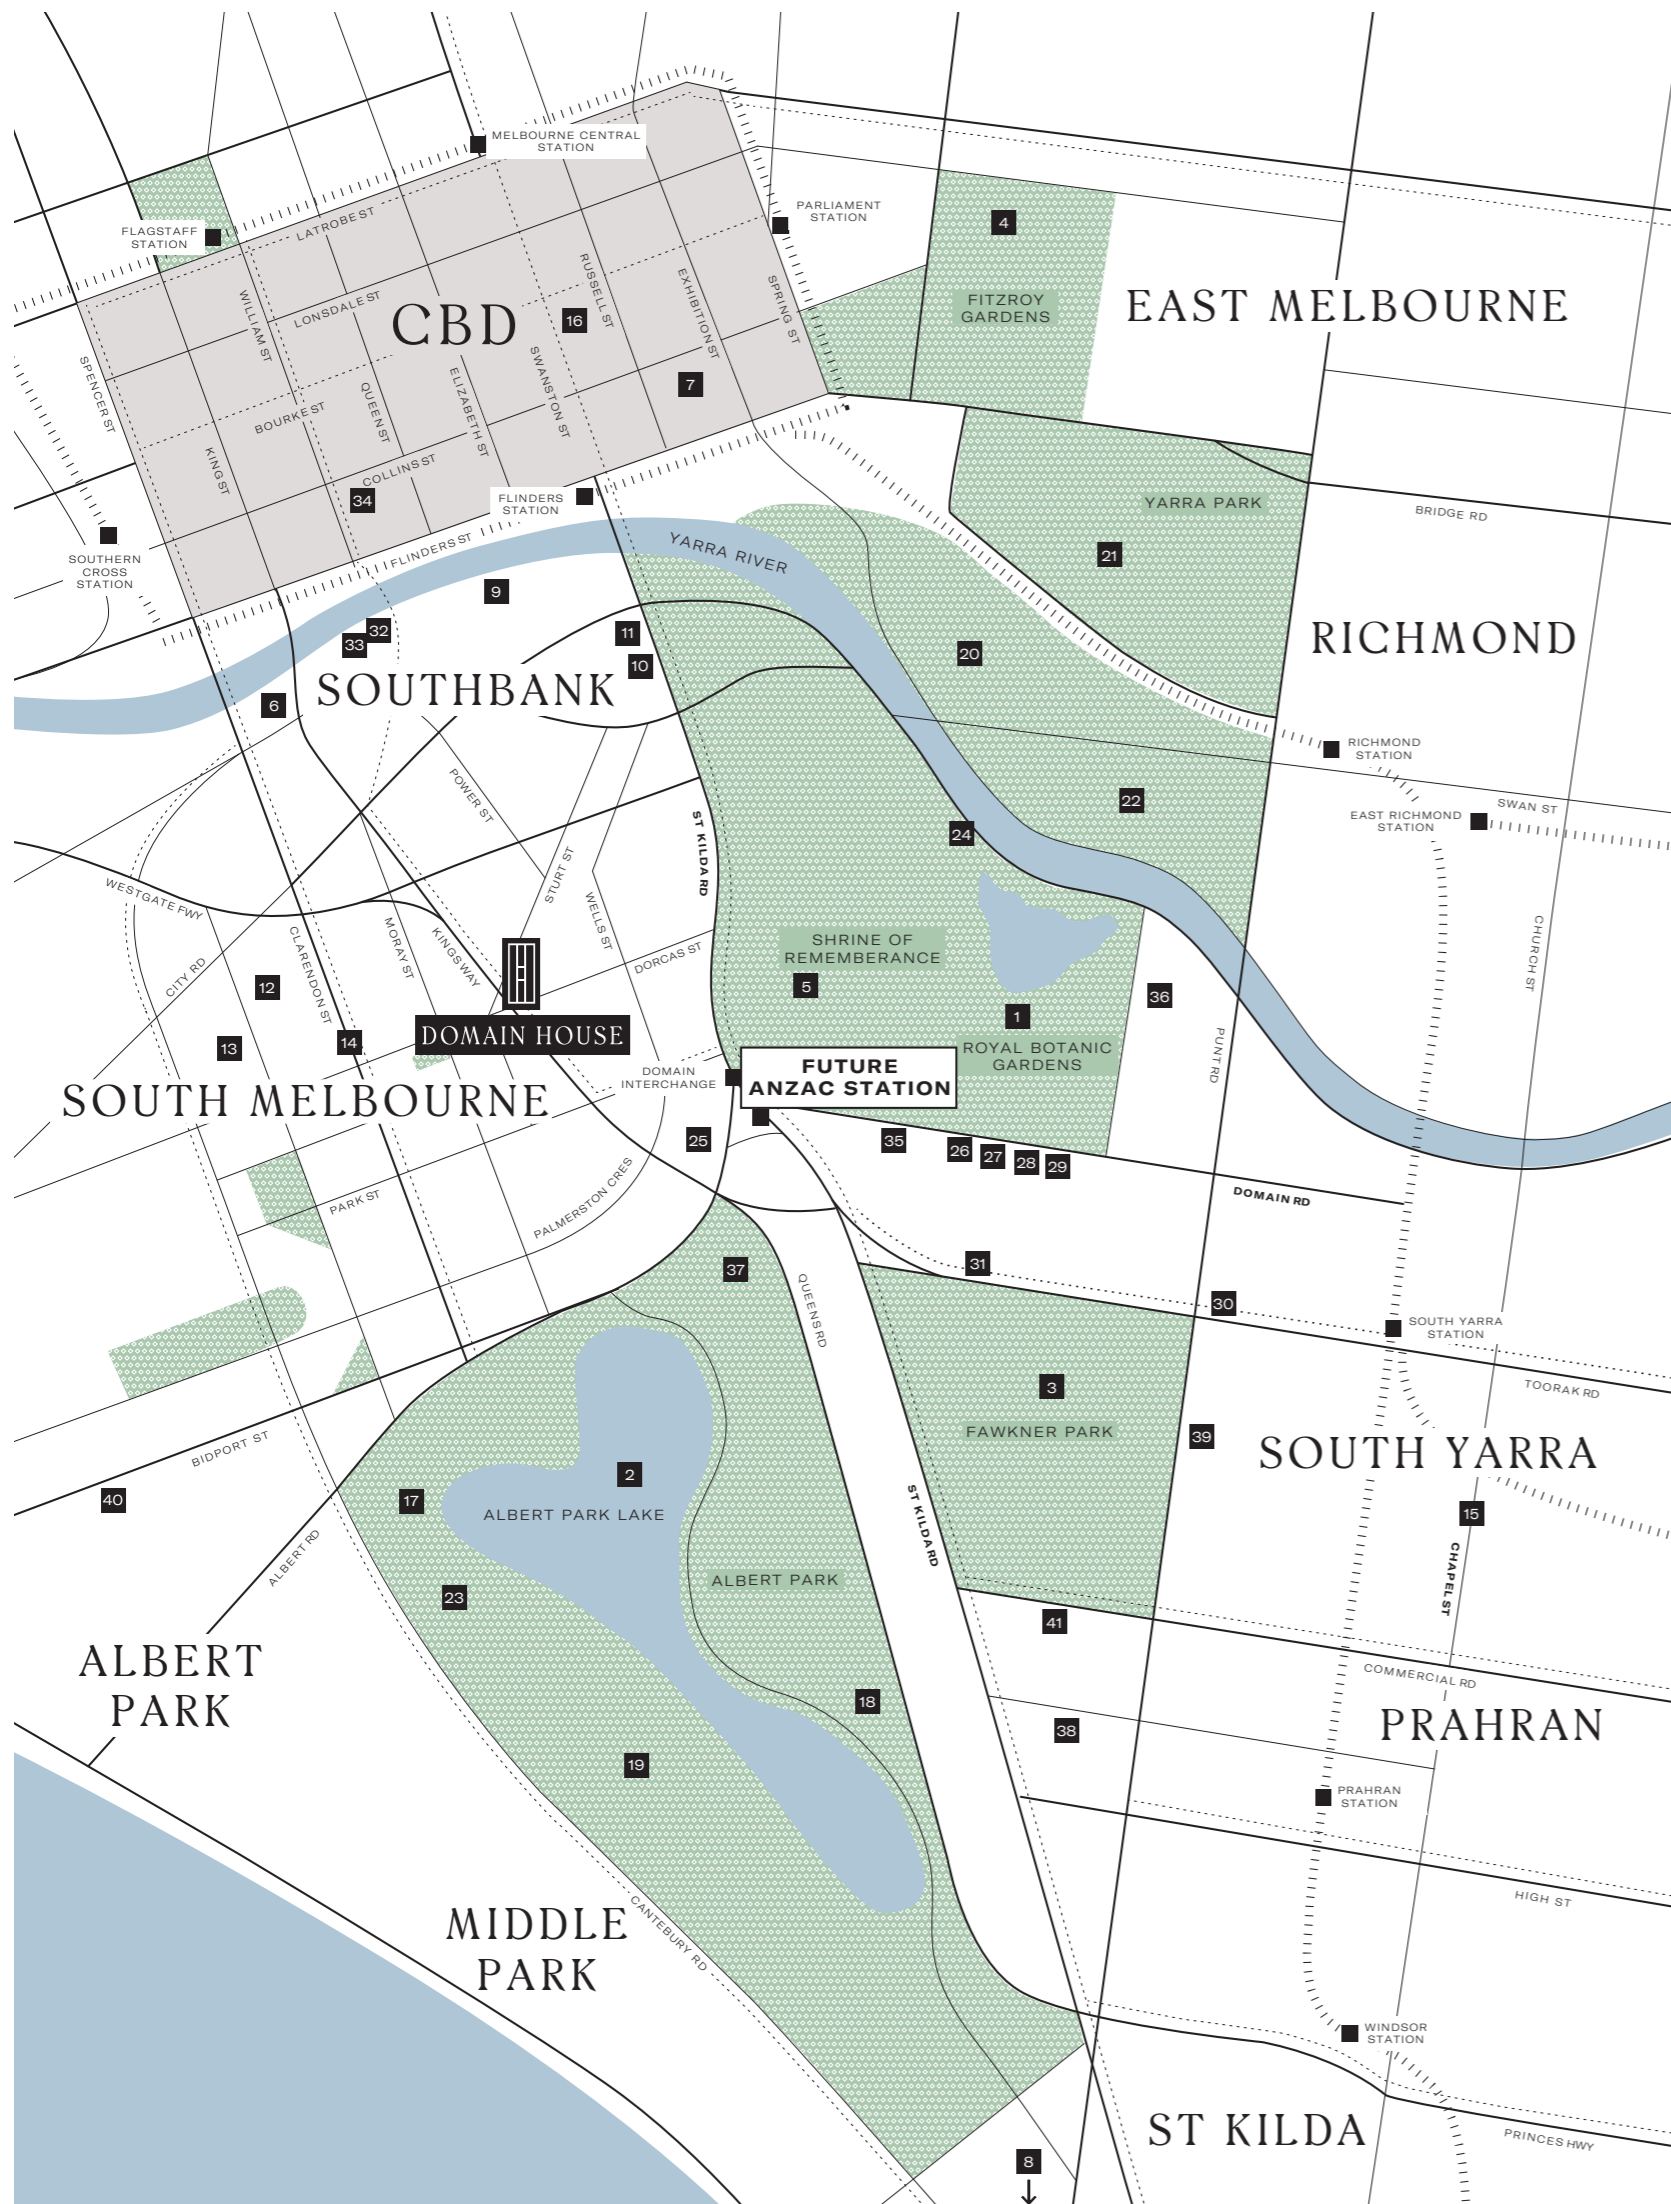 MELBOURNE CENTRAL
STATION
PARLIAMENT
STATION
FLAGSTAFF
STATION
4
LATROBE ST
FITZROY
GARDENS
EAST MELBOURNE
CBD
16
7
LONSDALE ST
WILLIAM ST
RUSSELL ST
EXHIBITION ST
SPRING ST
SPENCER ST
BOURKE ST
QUEEN ST
ELIZABETH ST
SWANSTON ST
KING ST
COLLINS ST
34
FLINDERS
STATION
YARRA PARK
BRIDGE RD
21
SOUTHERN
CROSS
STATION
FLINDERS ST
YARRA RIVER
9
32
33
11
10
20
RICHMOND
SOUTHBANK
6
RICHMOND
STATION
POWER ST
22
24
SWAN ST
EAST RICHMOND
STATION
ST KILDA RD
STURT ST
WELLS ST
WESTGATE FWY
CLARENDON ST
MORAY ST
KINGS WAY
DORCAS ST
SHRINE OF
REMEMBERANCE
5
CHURCH ST
CITY RD
12
36
1
13
14
DOMAIN HOUSE
ROYAL BOTANIC
GARDENS
PUNT RD
SOUTH MELBOURNE
DOMAIN
INTERCHANGE
FUTURE
ANZAC STATION
25
35
26
27
28
29
PARK ST
PALMERSTON CRES
DOMAIN RD
37
31
30
QUEENS RD
SOUTH YARRA
STATION
TOORAK RD
3
FAWKNER PARK
39
SOUTH YARRA
BIDPORT ST
40
17
2
ALBERT PARK LAKE
ST KILDA RD
15
CHAPEL ST
ALBERT RD
23
ALBERT PARK
41
ALBERT
PARK
COMMERCIAL RD
18
38
PRAHRAN
19
PRAHRAN
STATION
HIGH ST
MIDDLE
PARK
CANTEBURY RD
WINDSOR
STATION
ST KILDA
PRINCES HWY
8